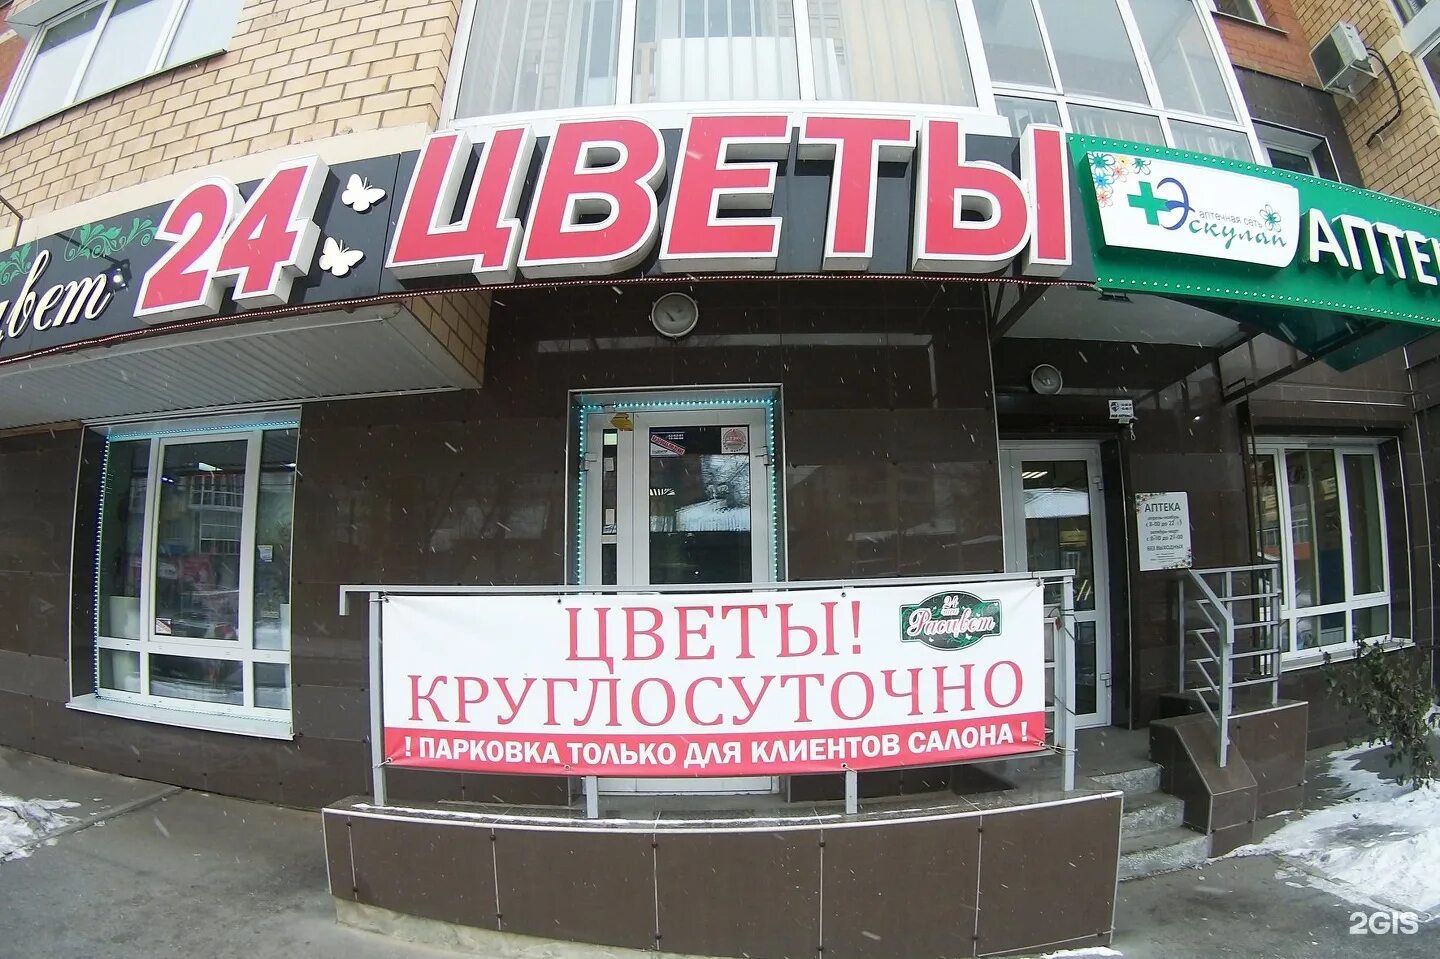 цвет
24
ЦВЕТЫ
аптечная сеть
Эскулап
АПТЕ
АПТЕКА
БЕЗ ВЫХОДНЫХ
ЦВЕТЫ!
24
Расцвет
КРУГЛОСУТОЧНО
! ПАРКОВКА ТОЛЬКО ДЛЯ КЛИЕНТОВ САЛОНА !
2GIS